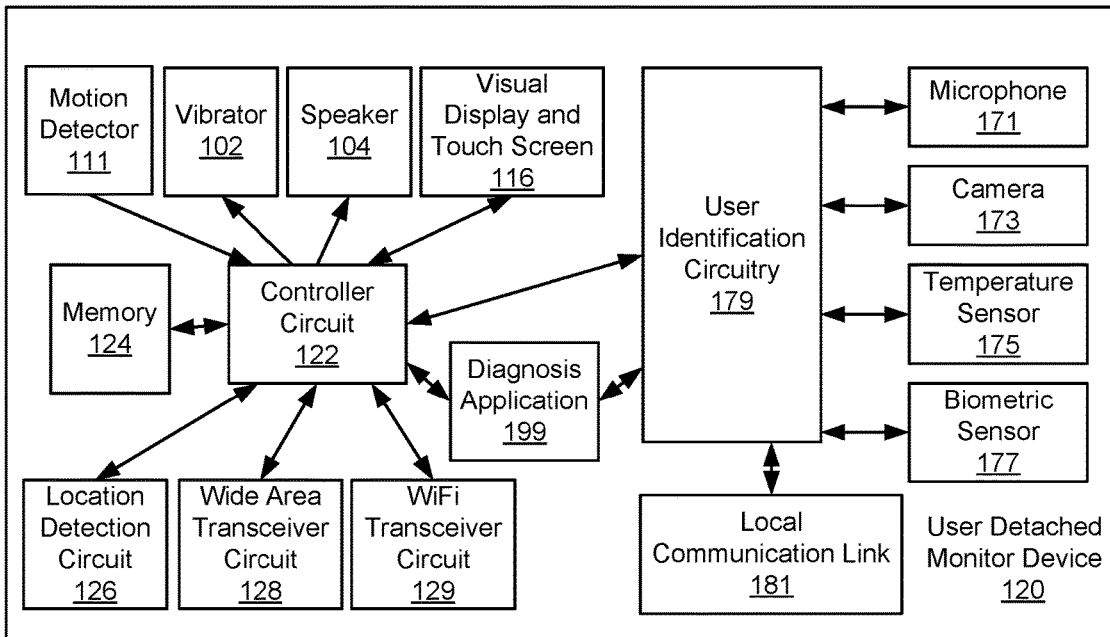 Motion
Detector
111
Vibrator
102
Speaker
104
Visual
Display and
Touch Screen
116
User
Identification
Circuitry
179
Microphone
171
Camera
173
Temperature
Sensor
175
Biometric
Sensor
177
Memory
124
Controller
Circuit
122
Diagnosis
Application
199
Location
Detection
Circuit
126
Wide Area
Transceiver
Circuit
128
WiFi
Transceiver
Circuit
129
Local
Communication Link
181
User Detached
Monitor Device
120